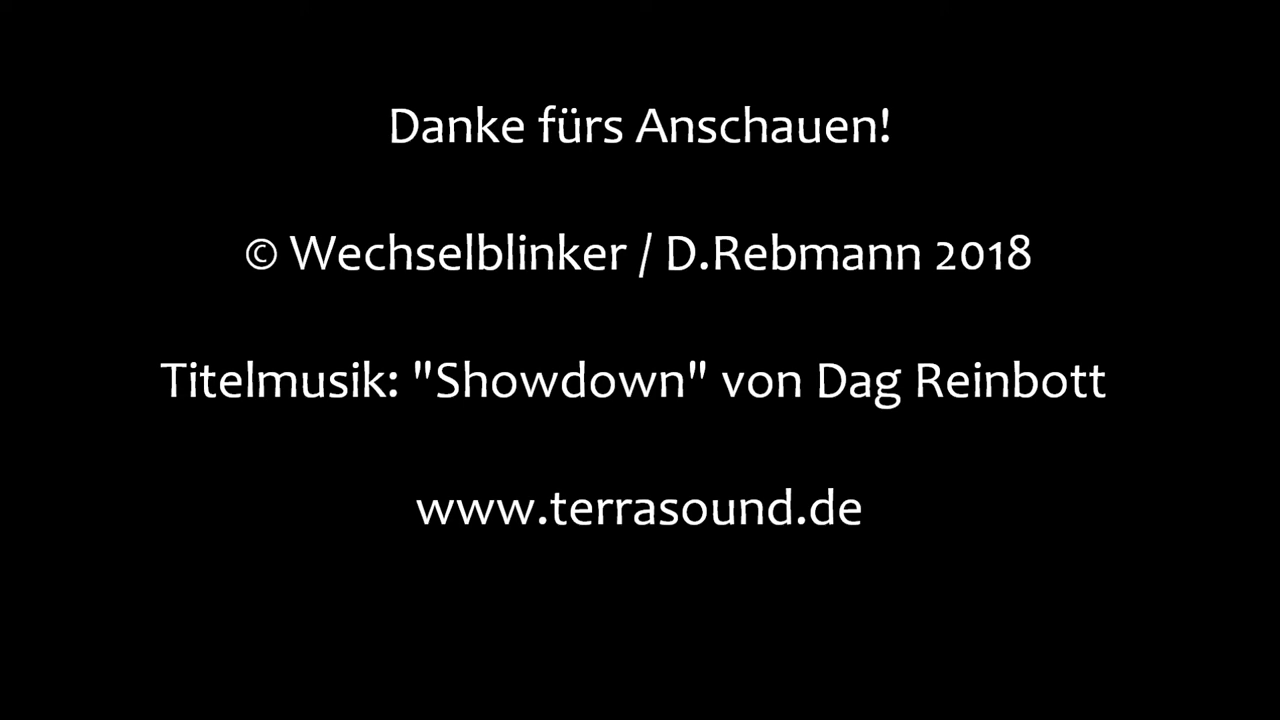 Danke fürs Anschauen!
© Wechselblinker / D.Rebmann 2018
Titelmusik: "Showdown" von Dag Reinbott
www.terrasound.de